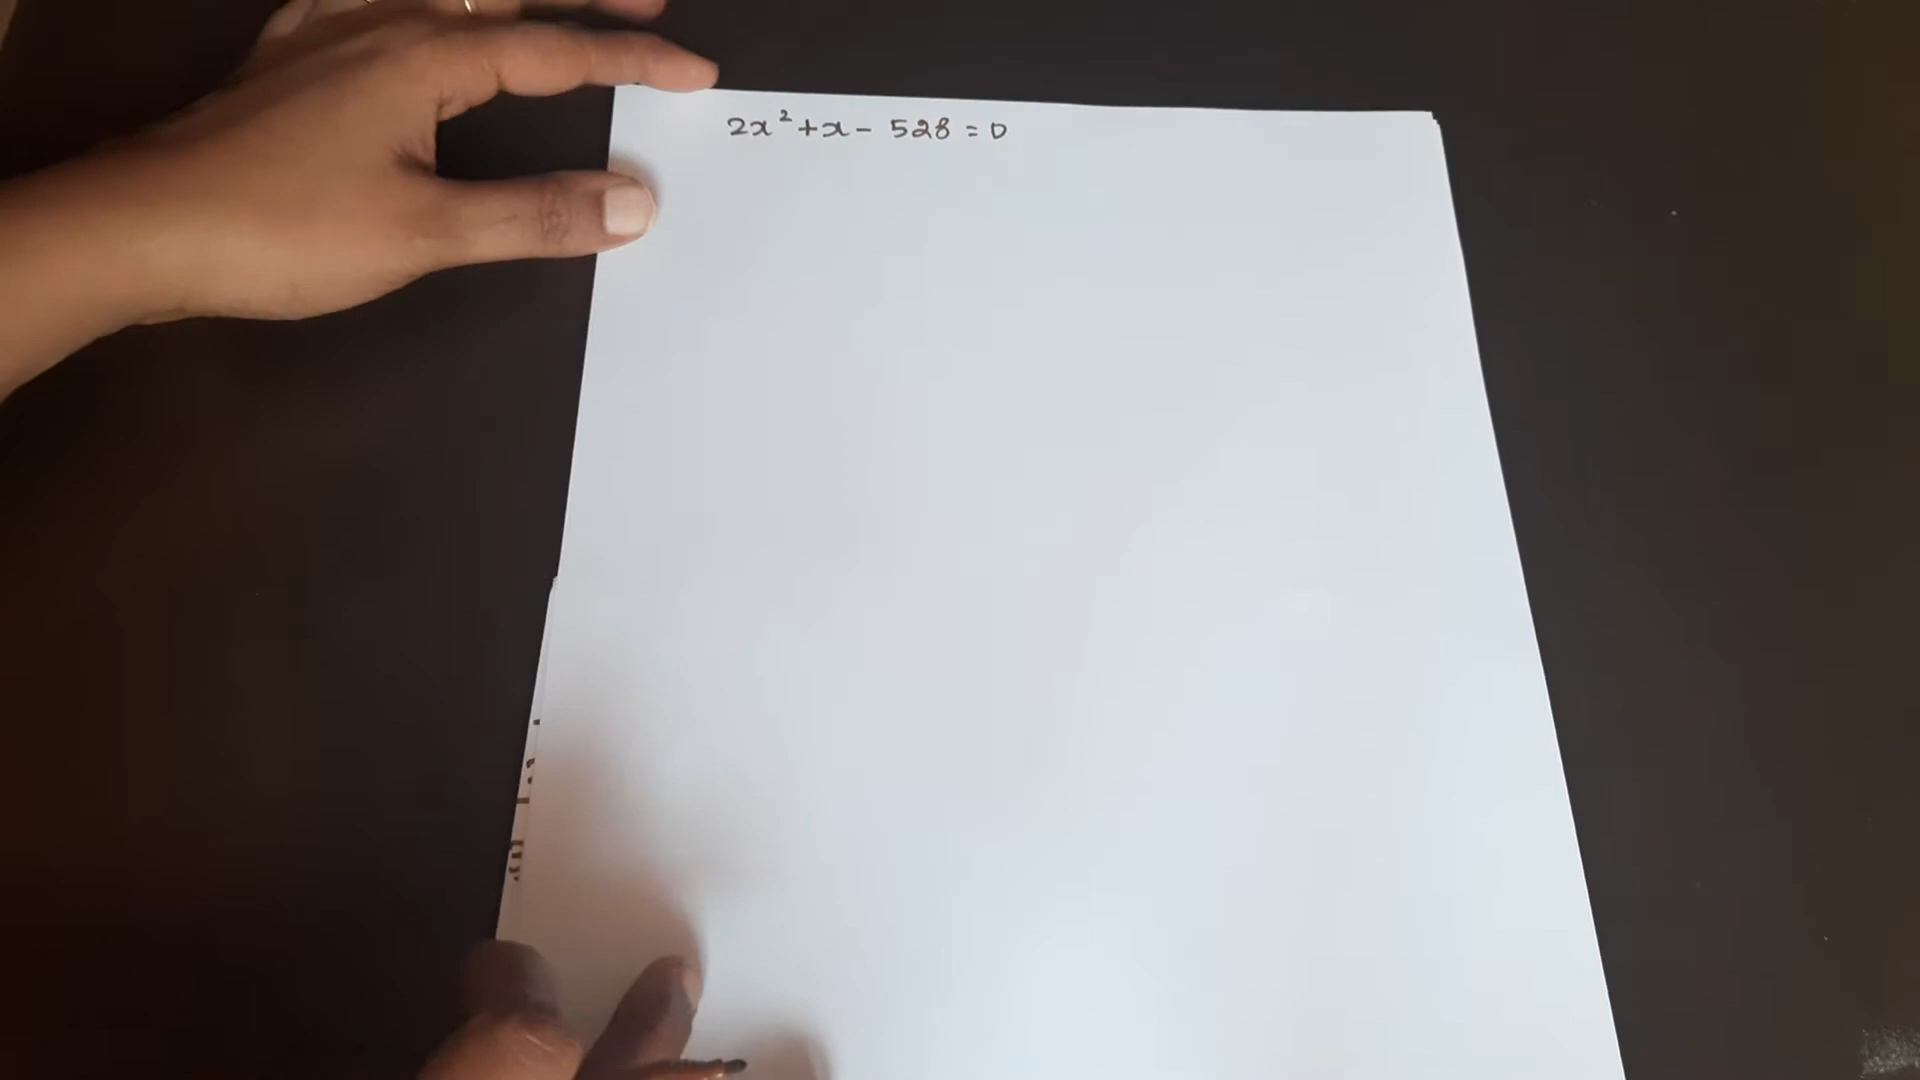 2x² + x - 528 = 0